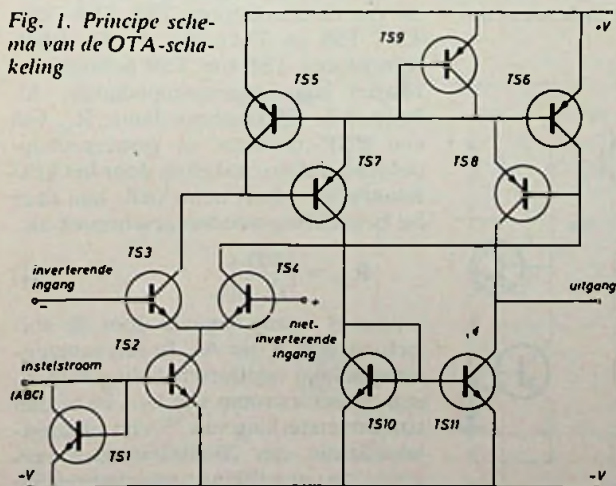 Fig. 1. Principe sche-
ma van de OTA-scha-
keling
+V
TS9
TS5
TS6
TS7
TS8
TS3
TS4
inverterende
ingang
−
+
niet-
inverterende
ingang
uitgang
TS2
instelstroom
(ABC)
TS1
TS10
TS11
−V
−V